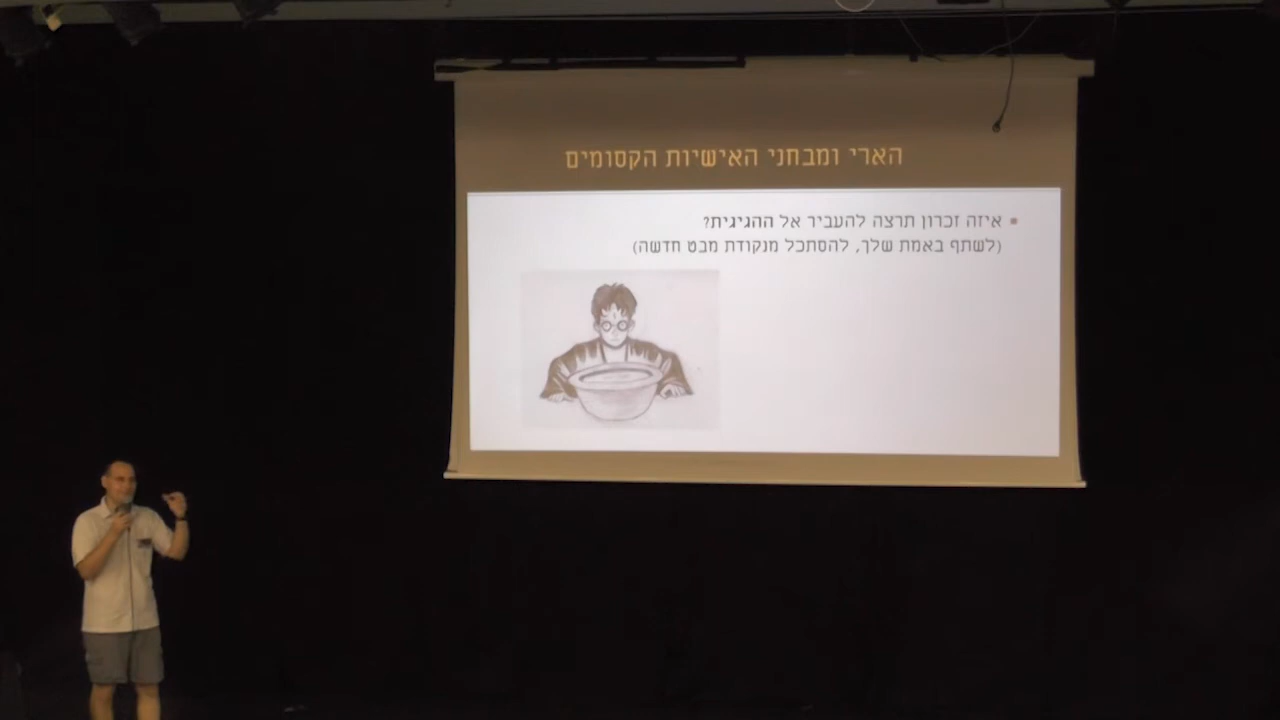 הארי ומבחני האישיות הקסומים
איזה זכרון תרצה להעביר אל ההגיגית?
(לשתף באמת שלך, להסתכל מנקודת מבט חדשה)